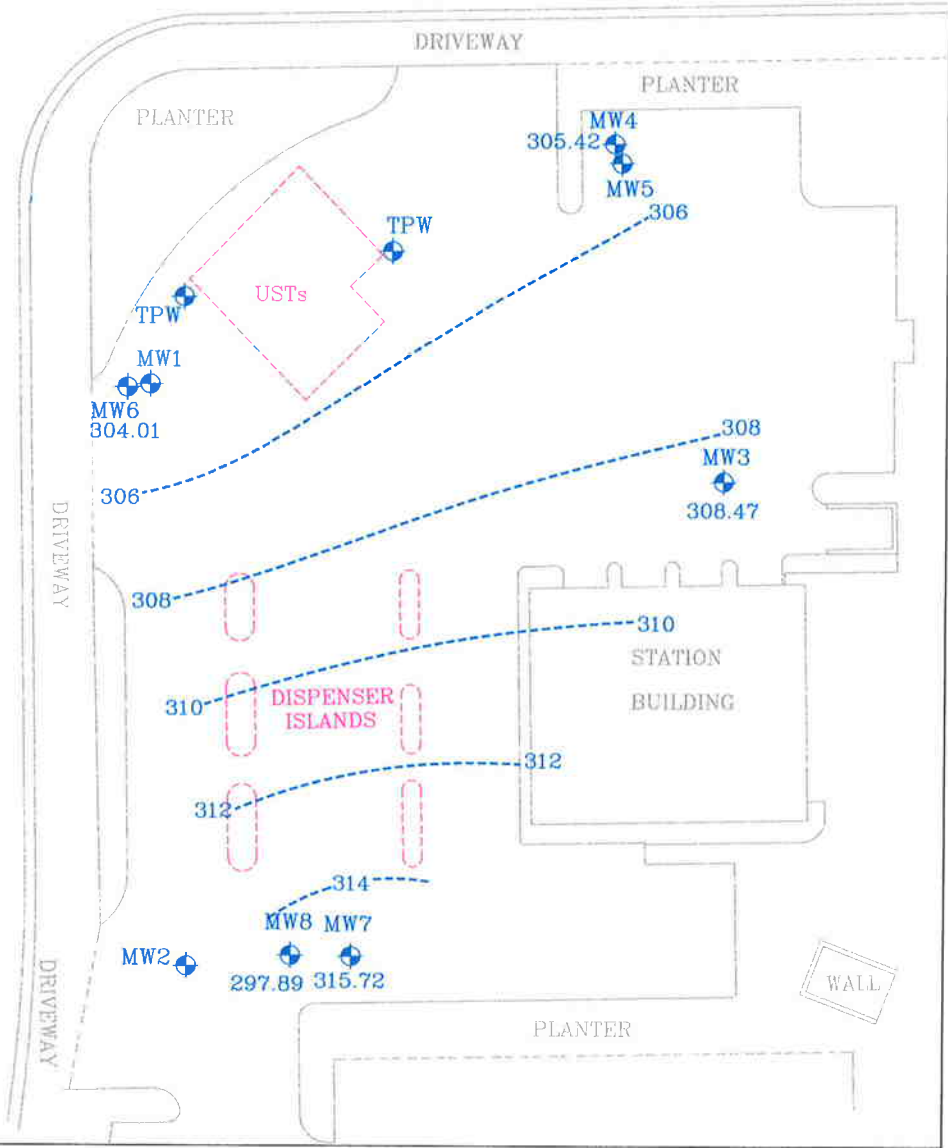 DRIVEWAY
PLANTER
PLANTER
MW4
305.42
MW5
306
TPW
USTs
TPW
MW1
MW6
304.01
308
MW3
306
308.47
DRIVEWAY
308
310
STATION
BUILDING
DISPENSER
ISLANDS
310
312
312
314
MW8
MW7
MW2
297.89
315.72
DRIVEWAY
WALL
PLANTER